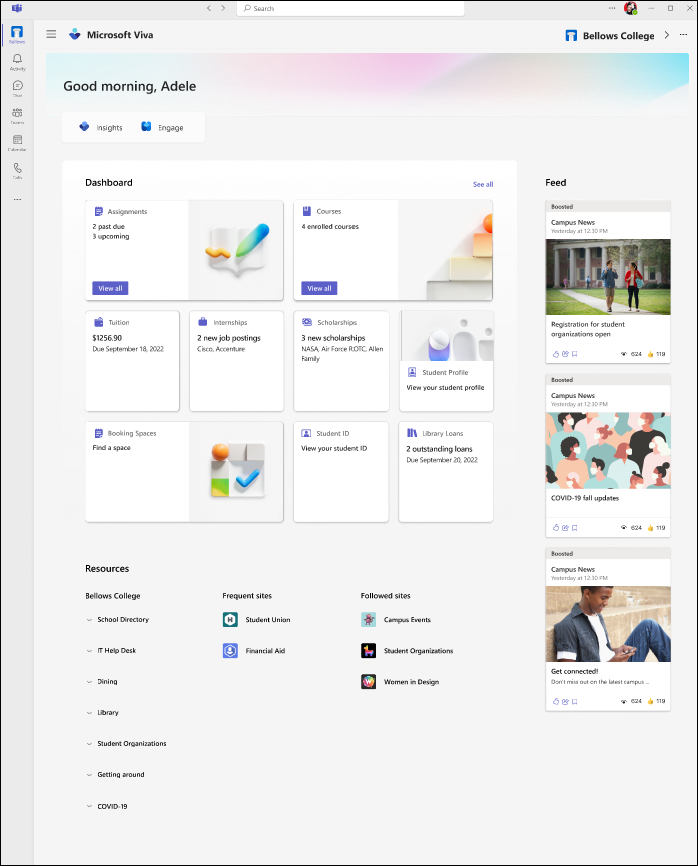 Search
Bellows
Activity
Chat
Teams
Calendar
Calls
Microsoft Viva
Bellows College
Good morning, Adele
Insights
Engage
Dashboard
See all
Assignments
2 past due
3 upcoming
View all
Courses
4 enrolled courses
View all
Tuition
$1256.90
Due September 18, 2022
Internships
2 new job postings
Cisco, Accenture
Scholarships
3 new scholarships
NASA, Air Force R.OTC, Allen
Family
Student Profile
View your student profile
Booking Spaces
Find a space
Student ID
View your student ID
Library Loans
2 outstanding loans
Due September 20, 2022
Feed
Boosted
Campus News
Yesterday at 12:30 PM
Registration for student
organizations open
624
119
Boosted
Campus News
Yesterday at 12:30 PM
COVID-19 fall updates
624
119
Boosted
Campus News
Yesterday at 12:30 PM
Get connected!
Don't miss out on the latest campus ...
624
119
Resources
Bellows College
School Directory
IT Help Desk
Dining
Library
Student Organizations
Getting around
COVID-19
Frequent sites
H
Student Union
Financial Aid
Followed sites
Campus Events
Student Organizations
Women in Design